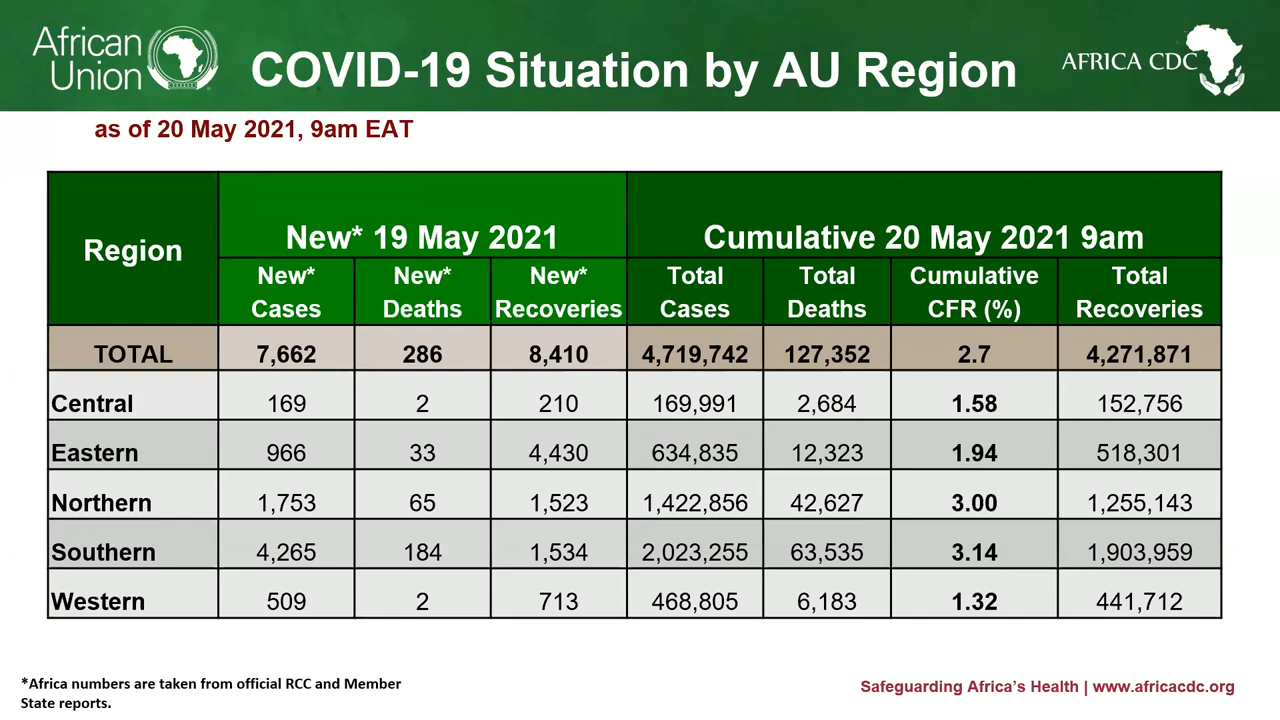 African
Union
COVID-19 Situation by AU Region
AFRICA CDC
as of 20 May 2021, 9am EAT
Region
New* 19 May 2021
Cumulative 20 May 2021 9am
New*
Cases
New*
Deaths
New*
Recoveries
Total
Cases
Total
Deaths
Cumulative
CFR (%)
Total
Recoveries
TOTAL 7,662 286 8,410 4,719,742 127,352 2.7 4,271,871
Central 169 2 210 169,991 2,684 1.58 152,756
Eastern 966 33 4,430 634,835 12,323 1.94 518,301
Northern 1,753 65 1,523 1,422,856 42,627 3.00 1,255,143
Southern 4,265 184 1,534 2,023,255 63,535 3.14 1,903,959
Western 509 2 713 468,805 6,183 1.32 441,712
*Africa numbers are taken from official RCC and Member
State reports.
Safeguarding Africa's Health | www.africacdc.org